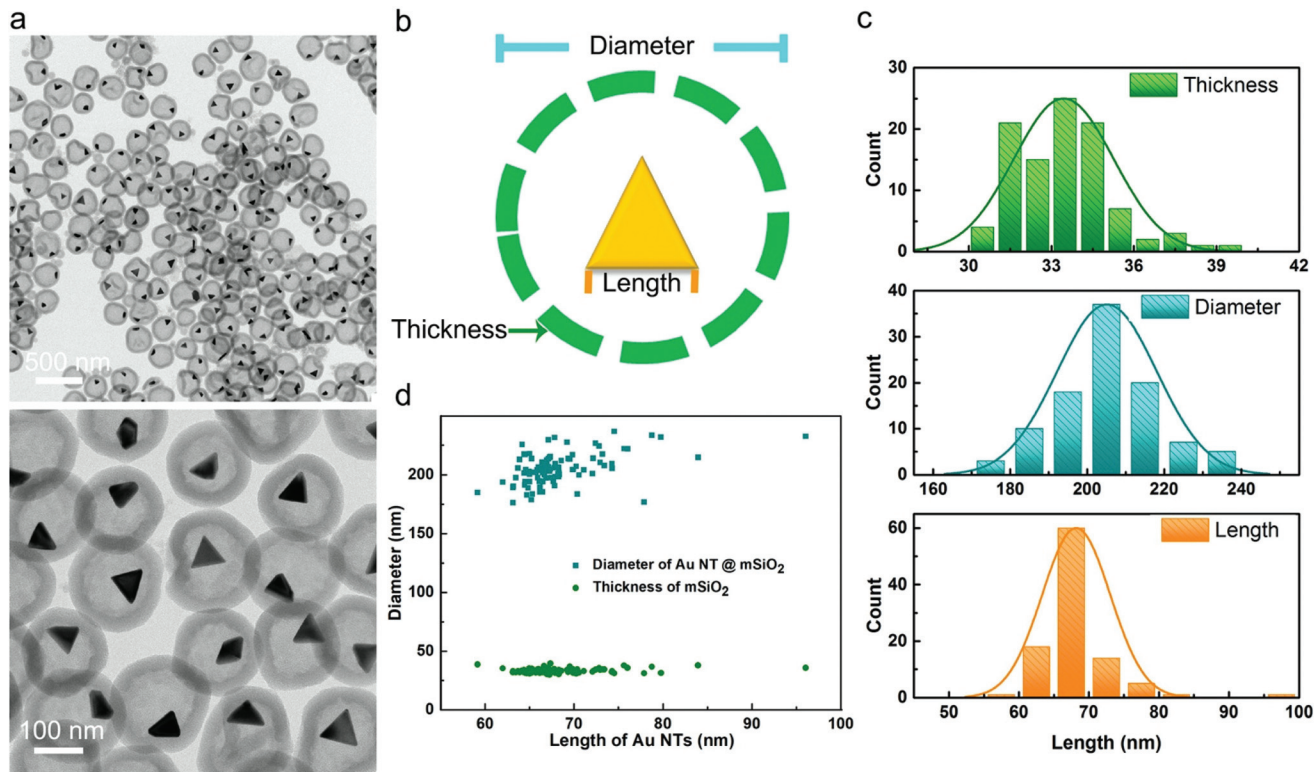 a
500 nm
100 nm
b
Diameter
Length
Thickness
c
Thickness
Count
30
20
10
0
30 33 36 39 42
Diameter
Count
40
30
20
10
0
160 180 200 220 240
Length
Count
60
40
20
0
50 60 70 80 90 100
Length (nm)
d
Diameter (nm)
200
150
100
50
0
Diameter of Au NT @ mSiO₂
Thickness of mSiO₂
60 70 80 90 100
Length of Au NTs (nm)